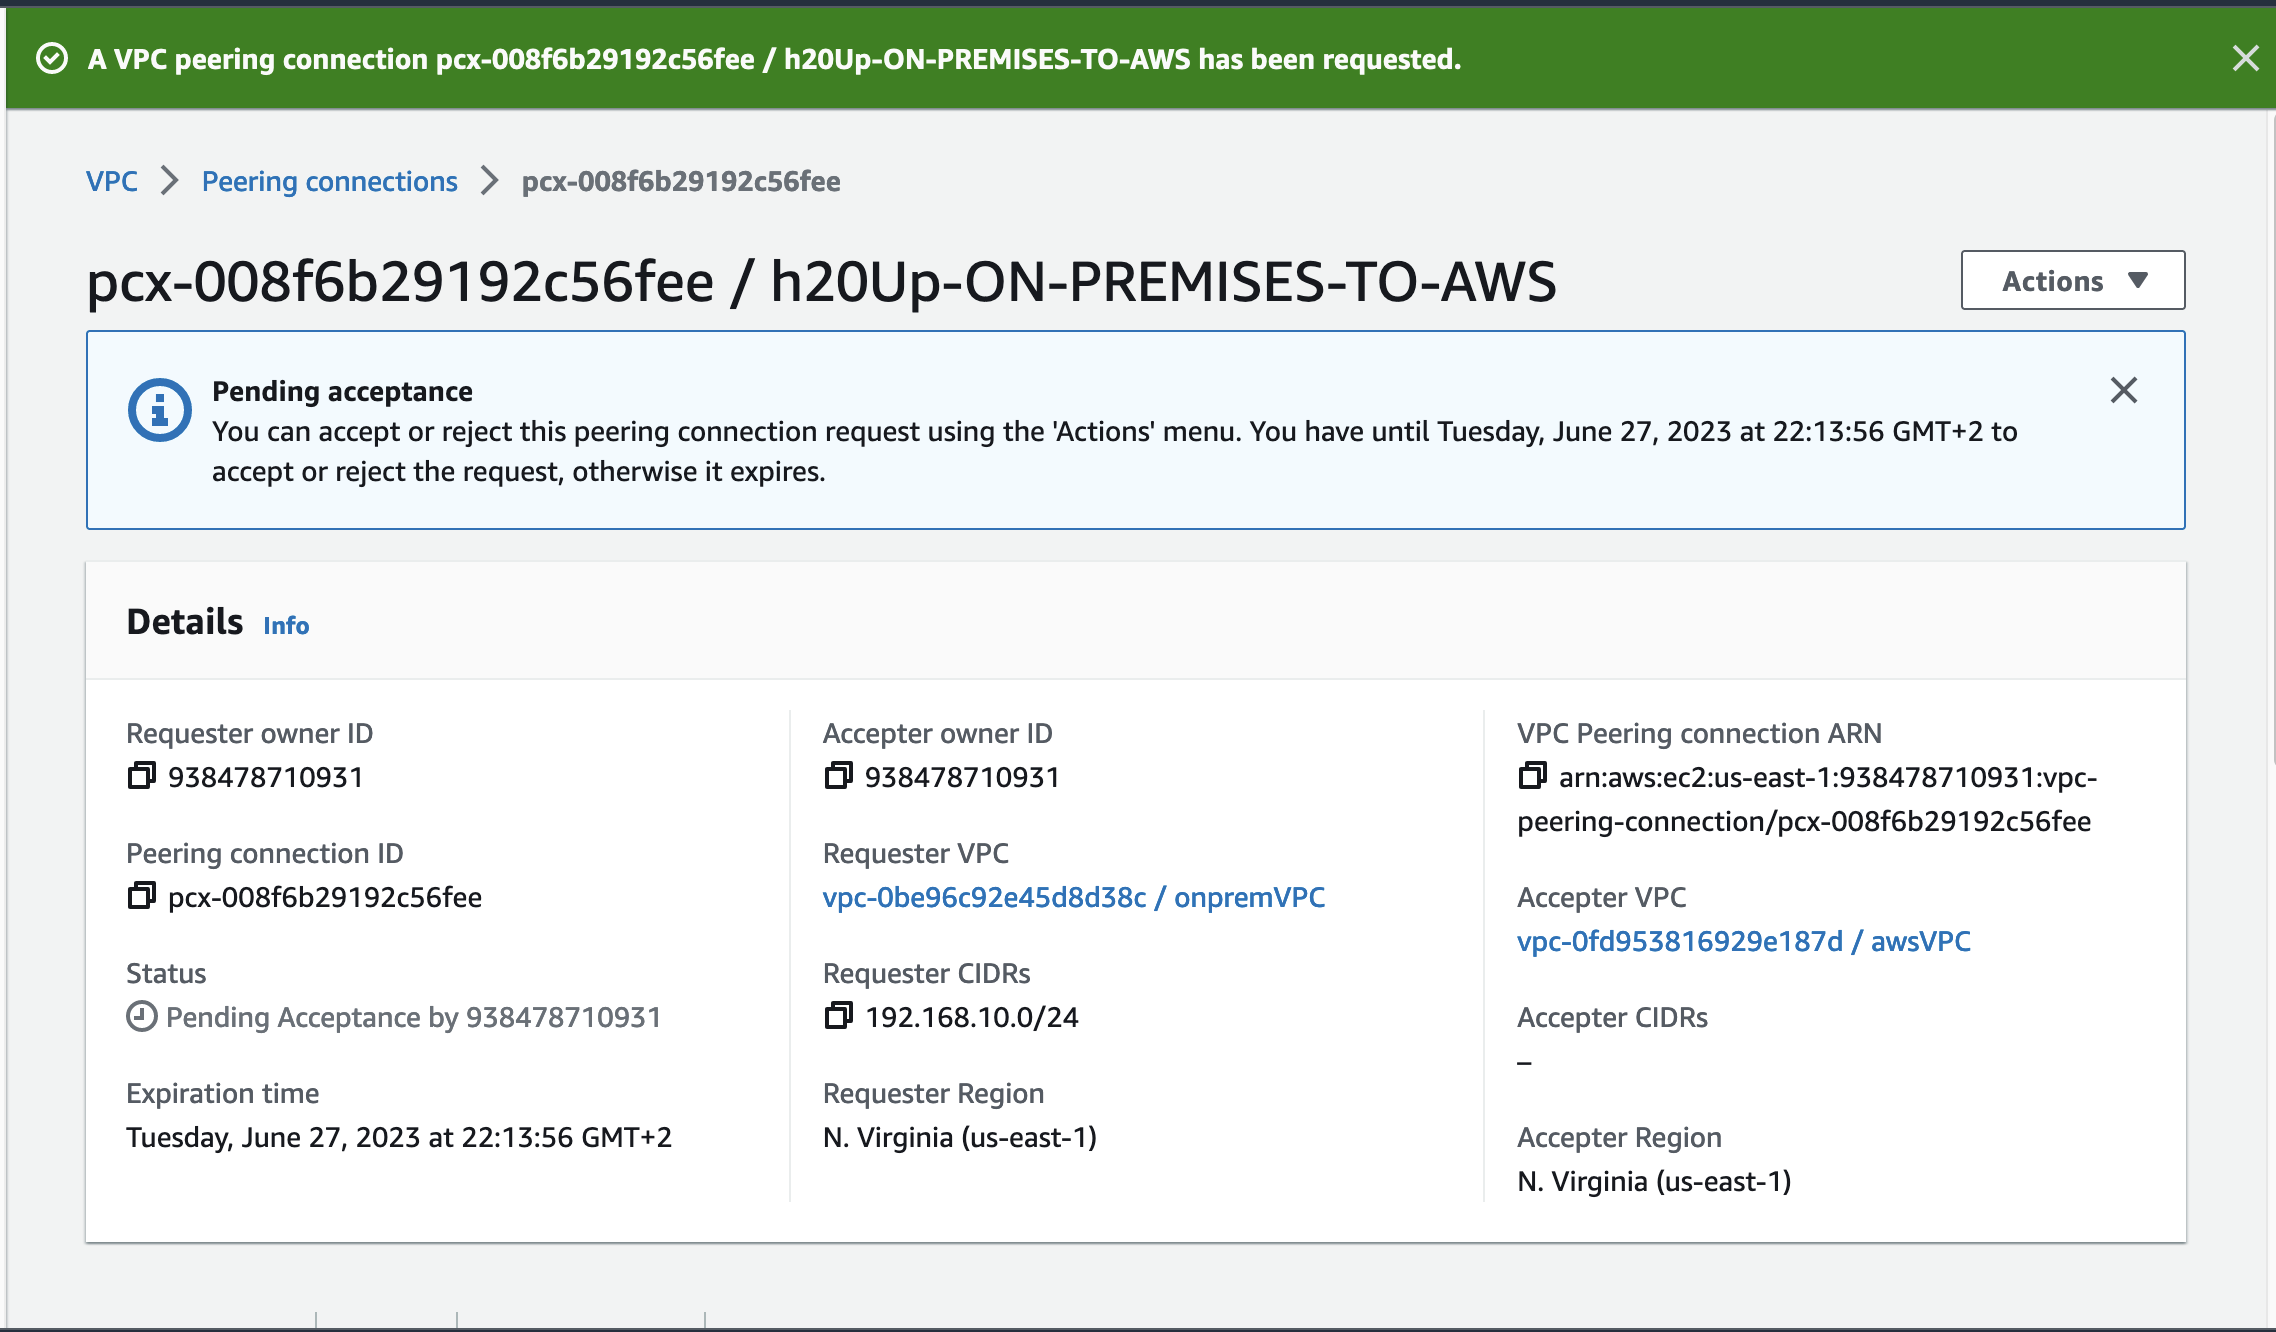 A VPC peering connection pcx-008f6b29192c56fee / h20Up-ON-PREMISES-TO-AWS has been requested.
VPC > Peering connections > pcx-008f6b29192c56fee
pcx-008f6b29192c56fee / h20Up-ON-PREMISES-TO-AWS
Actions
Pending acceptance
You can accept or reject this peering connection request using the 'Actions' menu. You have until Tuesday, June 27, 2023 at 22:13:56 GMT+2 to
accept or reject the request, otherwise it expires.
Details Info
Requester owner ID
938478710931
Peering connection ID
pcx-008f6b29192c56fee
Status
Pending Acceptance by 938478710931
Expiration time
Tuesday, June 27, 2023 at 22:13:56 GMT+2
Accepter owner ID
938478710931
Requester VPC
vpc-0be96c92e45d8d38c / onpremVPC
Requester CIDRs
192.168.10.0/24
Requester Region
N. Virginia (us-east-1)
VPC Peering connection ARN
arn:aws:ec2:us-east-1:938478710931:vpc-
peering-connection/pcx-008f6b29192c56fee
Accepter VPC
vpc-0fd953816929e187d / awsVPC
Accepter CIDRs
–
Accepter Region
N. Virginia (us-east-1)